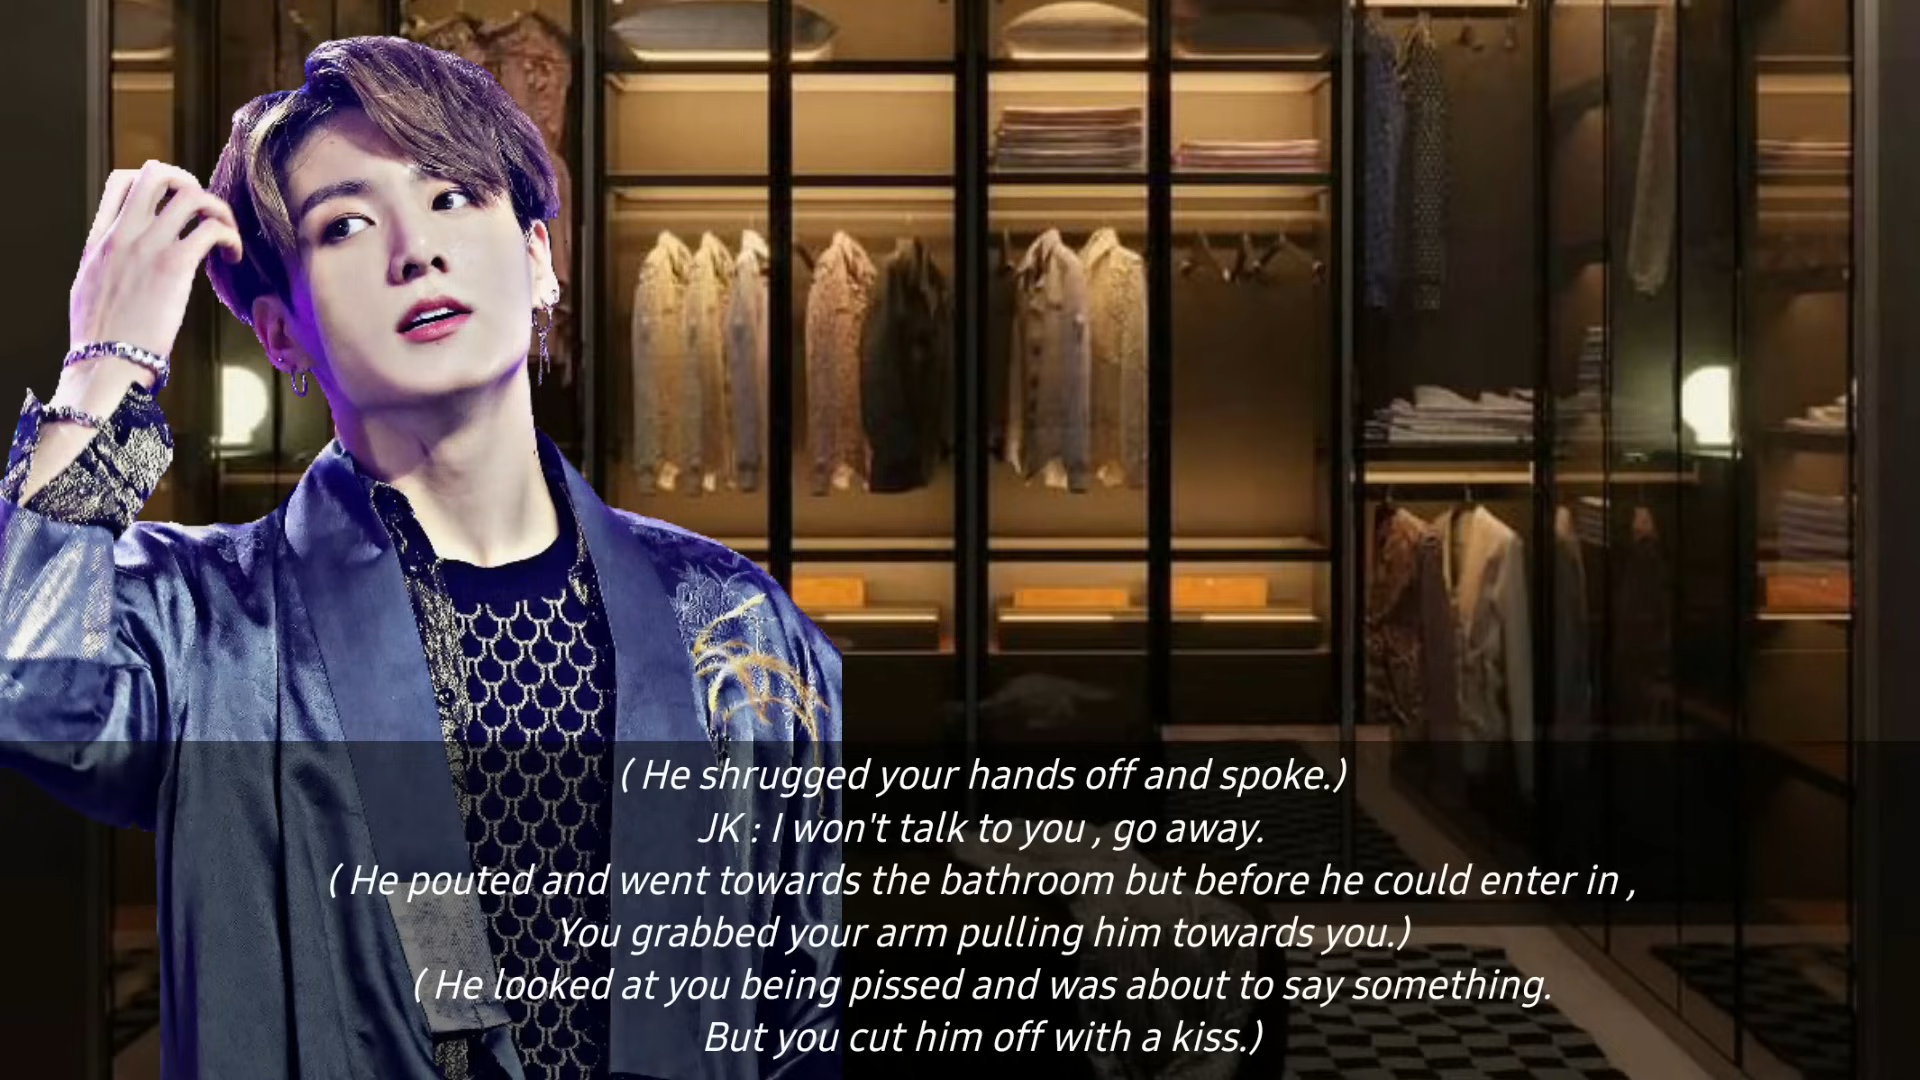 ( He shrugged your hands off and spoke.)
JK : I won't talk to you , go away.
( He pouted and went towards the bathroom but before he could enter in ,
You grabbed your arm pulling him towards you.)
( He looked at you being pissed and was about to say something.
But you cut him off with a kiss.)